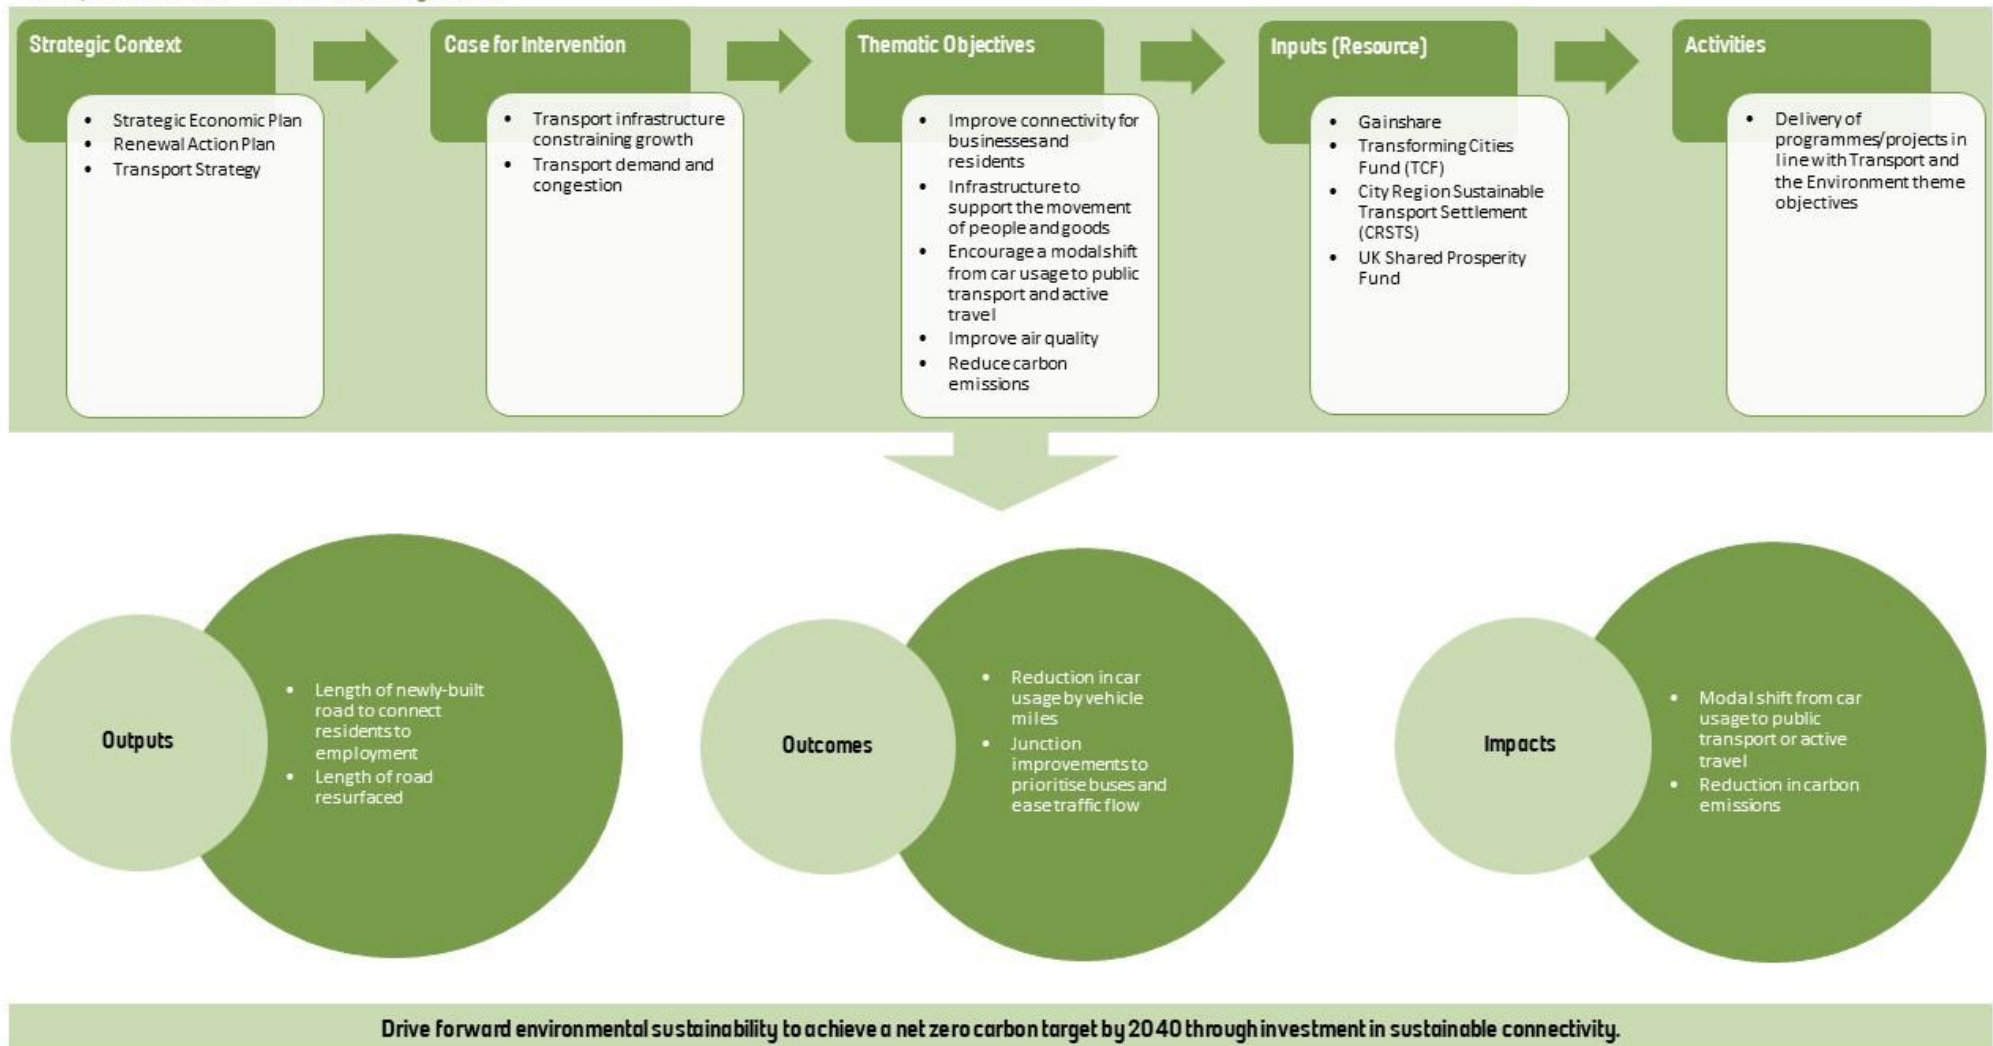 Strategic Context
• Strategic Economic Plan
• Renewal Action Plan
• Transport Strategy
Case for Intervention
• Transport infrastructure
constraining growth
• Transport demand and
congestion
Thematic Objectives
• Improve connectivity for
businesses and
residents
• Infrastructure to
support the movement
of people and goods
• Encourage a modal shift
from car usage to public
transport and active
travel
• Improve air quality
• Reduce carbon
emissions
Inputs (Resource)
• Gainshare
• Transforming Cities
Fund (TCF)
• City Region Sustainable
Transport Settlement
(CRSTS)
• UK Shared Prosperity
Fund
Activities
• Delivery of
programmes/projects in
line with Transport and
the Environment theme
objectives
Outputs
• Length of newly-built
road to connect
residents to
employment
• Length of road
resurfaced
Outcomes
• Reduction in car
usage by vehicle
miles
• Junction
improvements to
prioritise buses and
ease traffic flow
Impacts
• Modal shift from car
usage to public
transport or active
travel
• Reduction in carbon
emissions
Drive forward environmental sustainability to achieve a net zero carbon target by 2040 through investment in sustainable connectivity.